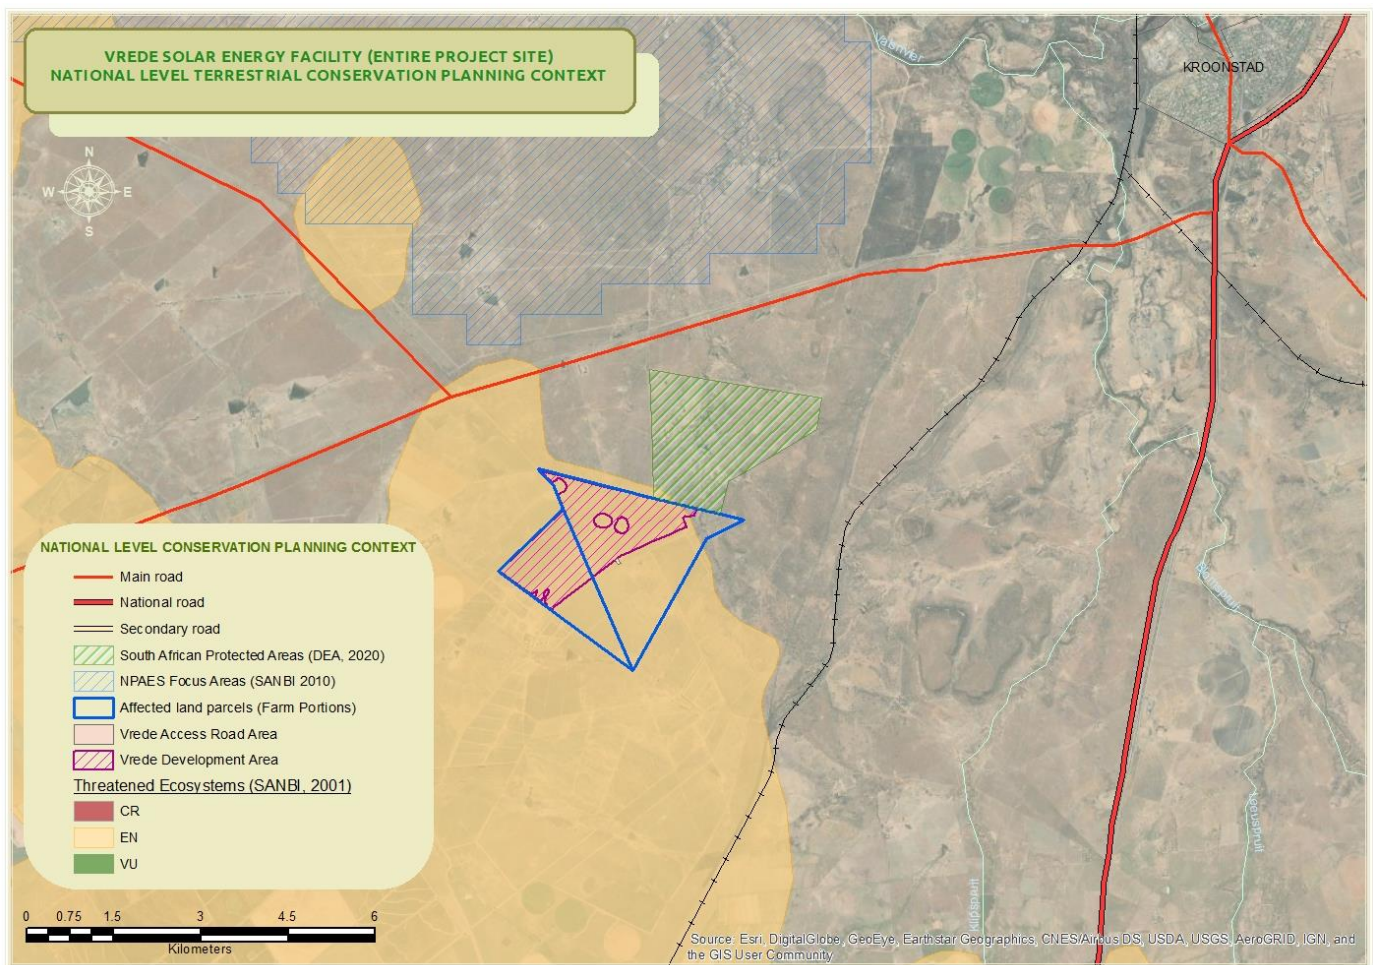 VREDE SOLAR ENERGY FACILITY (ENTIRE PROJECT SITE)
NATIONAL LEVEL TERRESTRIAL CONSERVATION PLANNING CONTEXT
KROONSTAD
N
W E
S
NATIONAL LEVEL CONSERVATION PLANNING CONTEXT
Main road
National road
Secondary road
South African Protected Areas (DEA, 2020)
NPAES Focus Areas (SANBI 2010)
Affected land parcels (Farm Portions)
Vrede Access Road Area
Vrede Development Area
Threatened Ecosystems (SANBI, 2001)
CR
EN
VU
0 0.75 1.5 3 4.5 6
Kilometers
Klipspruit
Source: Esri, DigitalGlobe, GeoEye, Earthstar Geographics, CNES/Airbus DS, USDA, USGS, AeroGRID, IGN, and
the GIS User Community